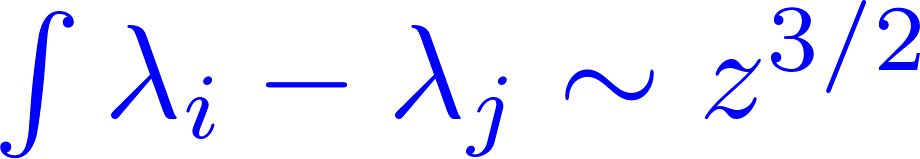 ∫ λ_i − λ_j ∼ z^{3/2}